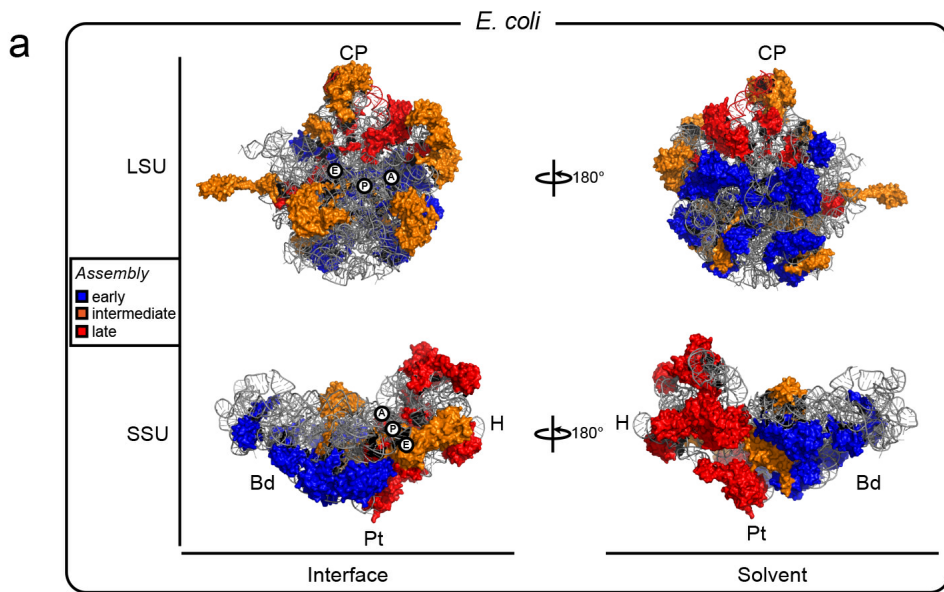 a
E. coli
CP
CP
LSU
E
P
A
180°
Assembly
early
intermediate
late
SSU
A
P
E
H
Bd
Pt
180°
H
Bd
Pt
Interface
Solvent